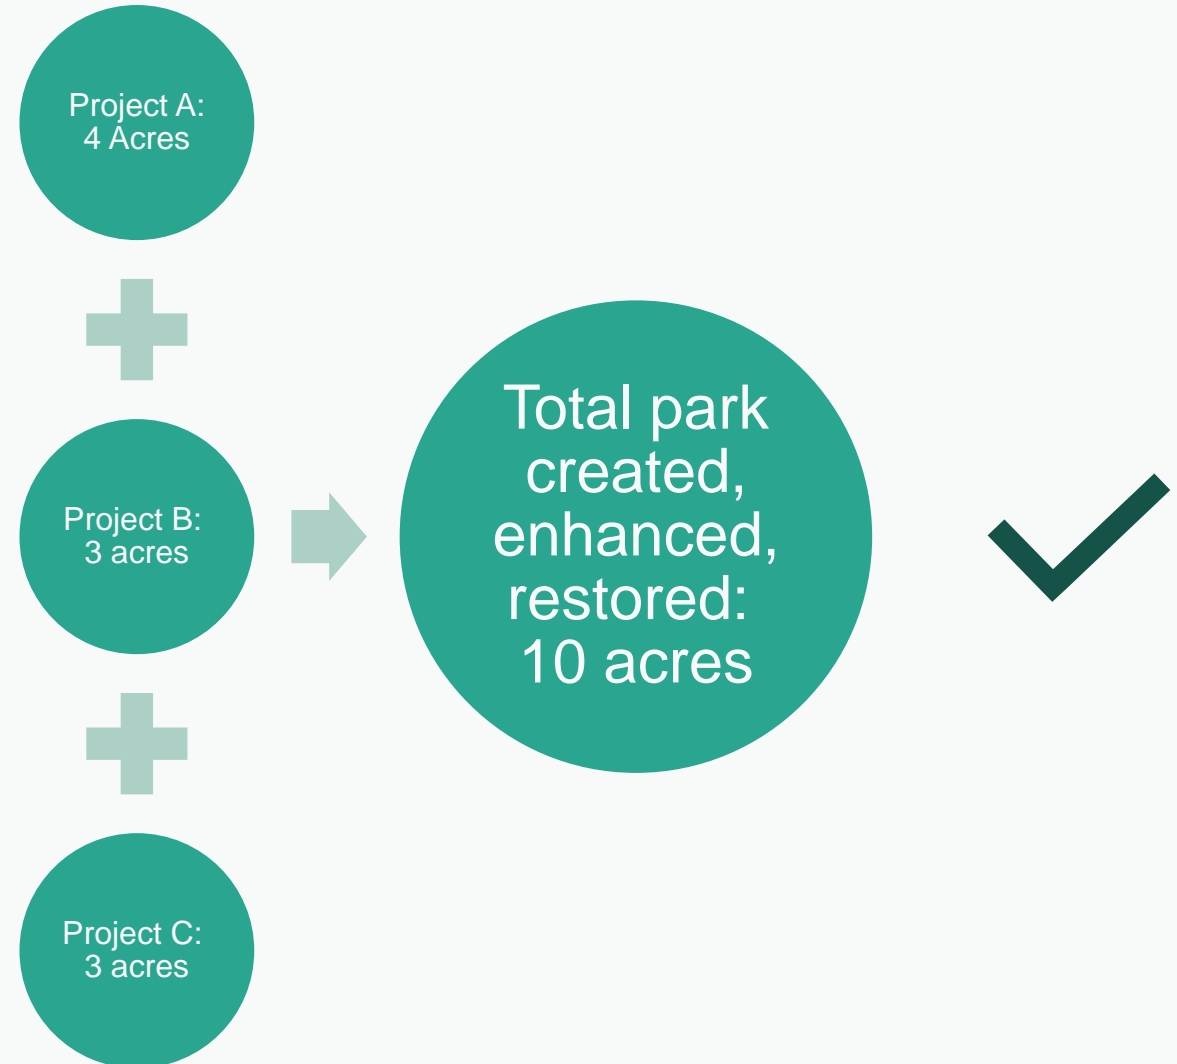 Project A:
4 Acres
Project B:
3 acres
Project C:
3 acres
Total park
created,
enhanced,
restored:
10 acres